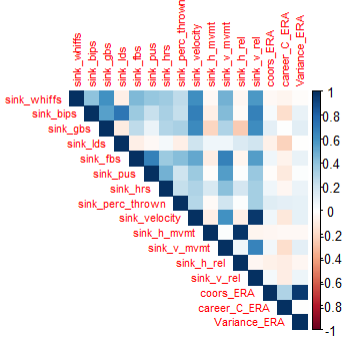 sink_whiffs
sink_bips
sink_gbs
sink_lds
sink_fbs
sink_pus
sink_hrs
sink_perc_thrown
sink_velocity
sink_h_mvmt
sink_v_mvmt
sink_h_rel
sink_v_rel
coors_ERA
career_C_ERA
Variance_ERA
sink_whiffs
sink_bips
sink_gbs
sink_lds
sink_fbs
sink_pus
sink_hrs
sink_perc_thrown
sink_velocity
sink_h_mvmt
sink_v_mvmt
sink_h_rel
sink_v_rel
coors_ERA
career_C_ERA
Variance_ERA
1
0.8
0.6
0.4
0.2
0
-0.2
-0.4
-0.6
-0.8
-1